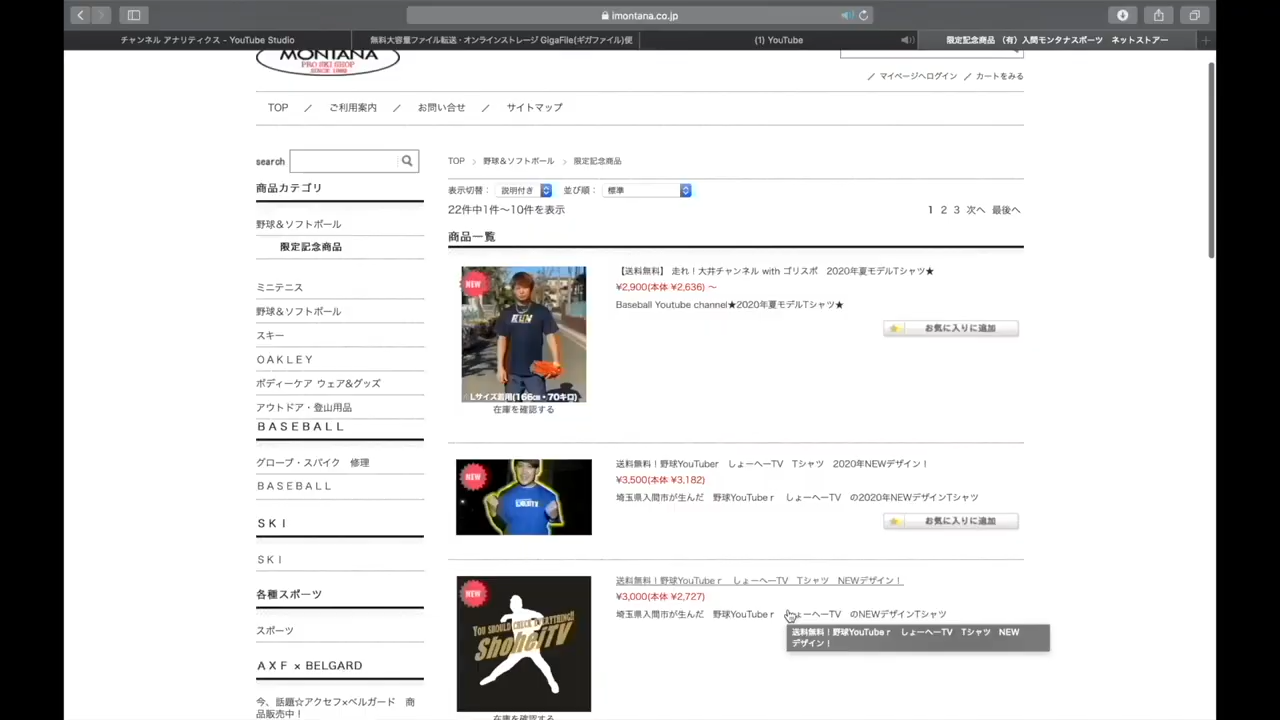 imontana.co.jp
チャンネル アナリティクス - YouTube Studio
無料大容量ファイル転送・オンラインストレージ GigaFile(ギガファイル)便
(1) YouTube
限定記念商品 （有）入間モンタナスポーツ ネットストアー
MONTANA
PRO SKI SHOP
／ マイページへログイン ／ カートをみる
TOP ／ ご利用案内 ／ お問い合せ ／ サイトマップ
search
商品カテゴリ
野球＆ソフトボール
限定記念商品
ミニテニス
野球＆ソフトボール
スキー
ＯＡＫＬＥＹ
ボディーケア ウェア&グッズ
アウトドア・登山用品
ＢＡＳＥＢＡＬＬ
グローブ・スパイク 修理
ＢＡＳＥＢＡＬＬ
ＳＫＩ
ＳＫＩ
各種スポーツ
スポーツ
ＡＸＦ × BELGARD
今、話題☆アクセフ×ベルガード 商
品販売中！
TOP > 野球＆ソフトボール > 限定記念商品
表示切替： 説明付き 並び順： 標準
22件中1件〜10件を表示
1 2 3 次へ 最後へ
商品一覧
NEW
RUN
Lサイズ着用(166㎝・70キロ)
在庫を確認する
【送料無料】 走れ！大井チャンネル with ゴリスポ 2020年夏モデルTシャツ★
¥2,900(本体 ¥2,636) 〜
Baseball Youtube channel★2020年夏モデルTシャツ★
お気に入りに追加
NEW
送料無料！野球YouTuber しょーへーTV Tシャツ 2020年NEWデザイン！
¥3,500(本体 ¥3,182)
埼玉県入間市が生んだ 野球YouTubeｒ しょーへーTV の2020年NEWデザインTシャツ
お気に入りに追加
NEW
YOU SHOULD CHECK EVERYTHING!!
ShoheiTV
在庫を確認する
送料無料！野球YouTubeｒ しょーへーTV Tシャツ NEWデザイン！
¥3,000(本体 ¥2,727)
埼玉県入間市が生んだ 野球YouTubeｒ しょーへーTV のNEWデザインTシャツ
送料無料！野球YouTubeｒ しょーへーTV Tシャツ NEW
デザイン！